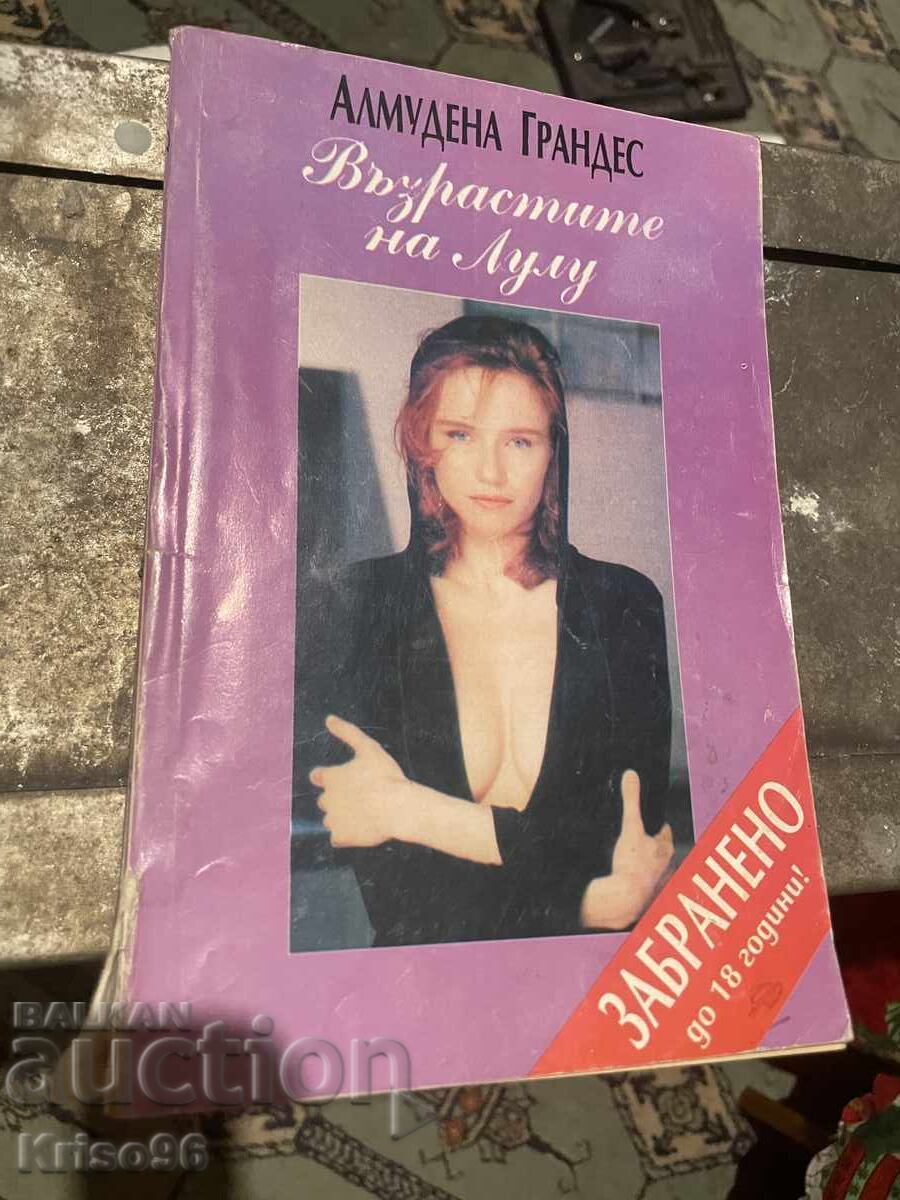 АЛМУДЕНА ГРАНДЕС
Възрастите
на Лулу
ЗАБРАНЕНО
до 18 години!
BALKAN
auction
Kriso96